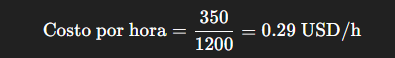 Costo por hora = 350/1200 = 0.29 USD/h